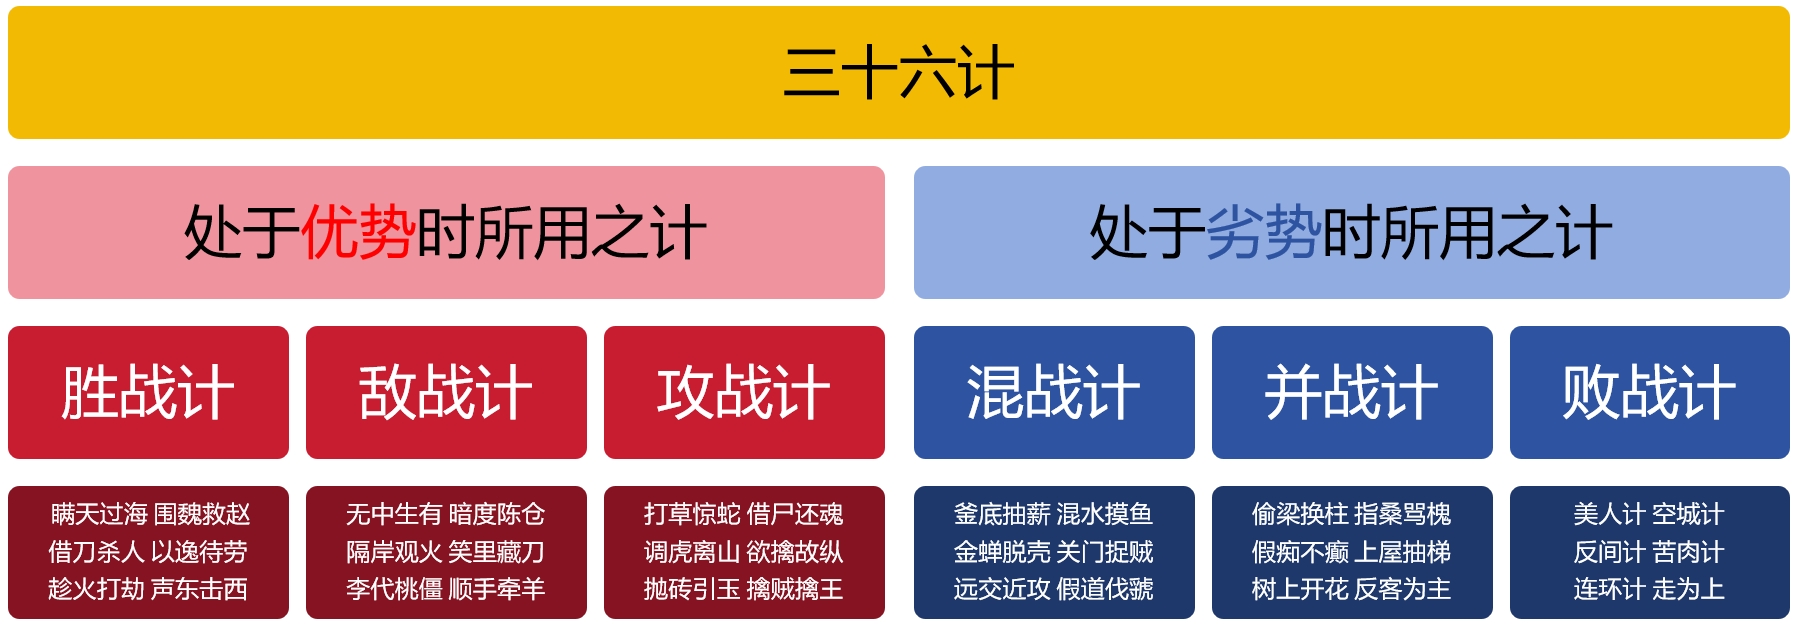 三十六计
处于优势时所用之计
处于劣势时所用之计
胜战计
敌战计
攻战计
混战计
并战计
败战计
瞒天过海 围魏救赵
借刀杀人 以逸待劳
趁火打劫 声东击西
无中生有 暗度陈仓
隔岸观火 笑里藏刀
李代桃僵 顺手牵羊
打草惊蛇 借尸还魂
调虎离山 欲擒故纵
抛砖引玉 擒贼擒王
釜底抽薪 混水摸鱼
金蝉脱壳 关门捉贼
远交近攻 假道伐虢
偷梁换柱 指桑骂槐
假痴不癫 上屋抽梯
树上开花 反客为主
美人计 空城计
反间计 苦肉计
连环计 走为上